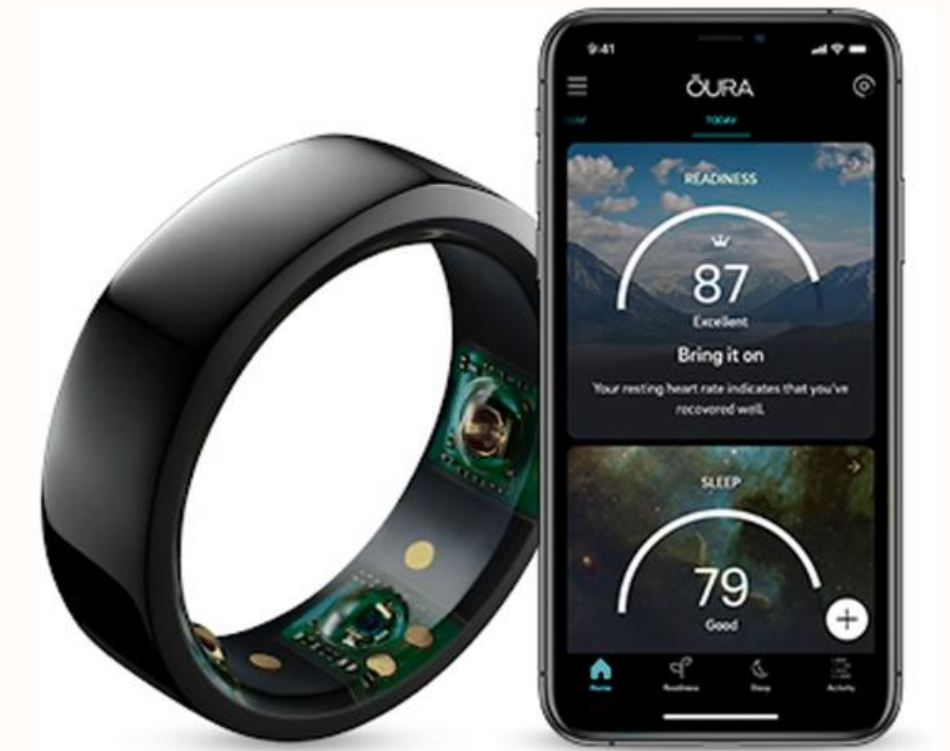 9:41
ŌURA
TODAY
READINESS
87
Excellent
Bring it on
Your resting heart rate indicates that you've
recovered well.
SLEEP
79
Good
Home
Readiness
Sleep
Activity